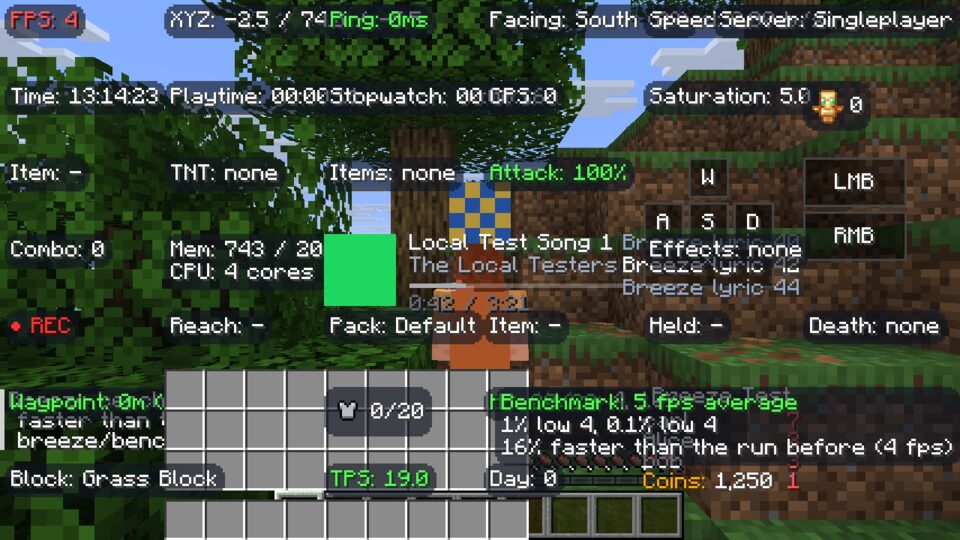 FPS: 4
XYZ: -2.5 / 74
Ping: 0ms
Facing: South
Speed
Server: Singleplayer
Time: 13:14:23
Playtime: 00:00
Stopwatch: 00
CPS: 0
Saturation: 5.0
0
Item: -
TNT: none
Items: none
Attack: 100%
W
LMB
A S D
RMB
Combo: 0
Mem: 743 / 20
CPU: 4 cores
Local Test Song 1
The Local Testers
0:42 / 3:21
Effects: none
Breeze lyric 42
Breeze lyric 44
REC
Reach: -
Pack: Default
Item: -
Held: -
Death: none
Waypoint: 0m
faster than
breeze/benc
0/20
Breeze Test
Benchmark: 5 fps average
1% low 4, 0.1% low 4
16% faster than the run before (4 fps)
Block: Grass Block
TPS: 19.0
Day: 0
Coins: 1,250
1